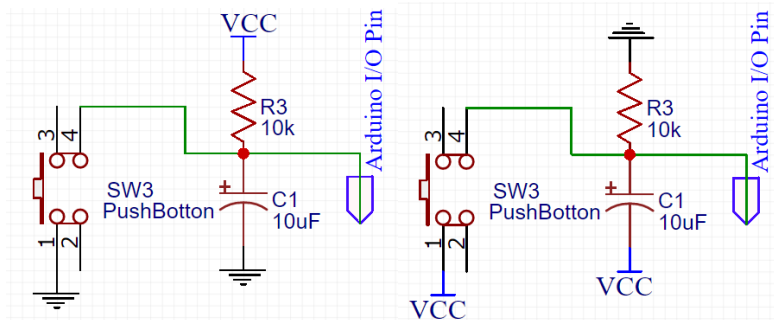 VCC
R3
10k
3
4
SW3
PushBotton
1
2
+
C1
10uF
Arduino I/O Pin
R3
10k
3
4
SW3
PushBotton
1
2
+
C1
10uF
VCC
VCC
Arduino I/O Pin